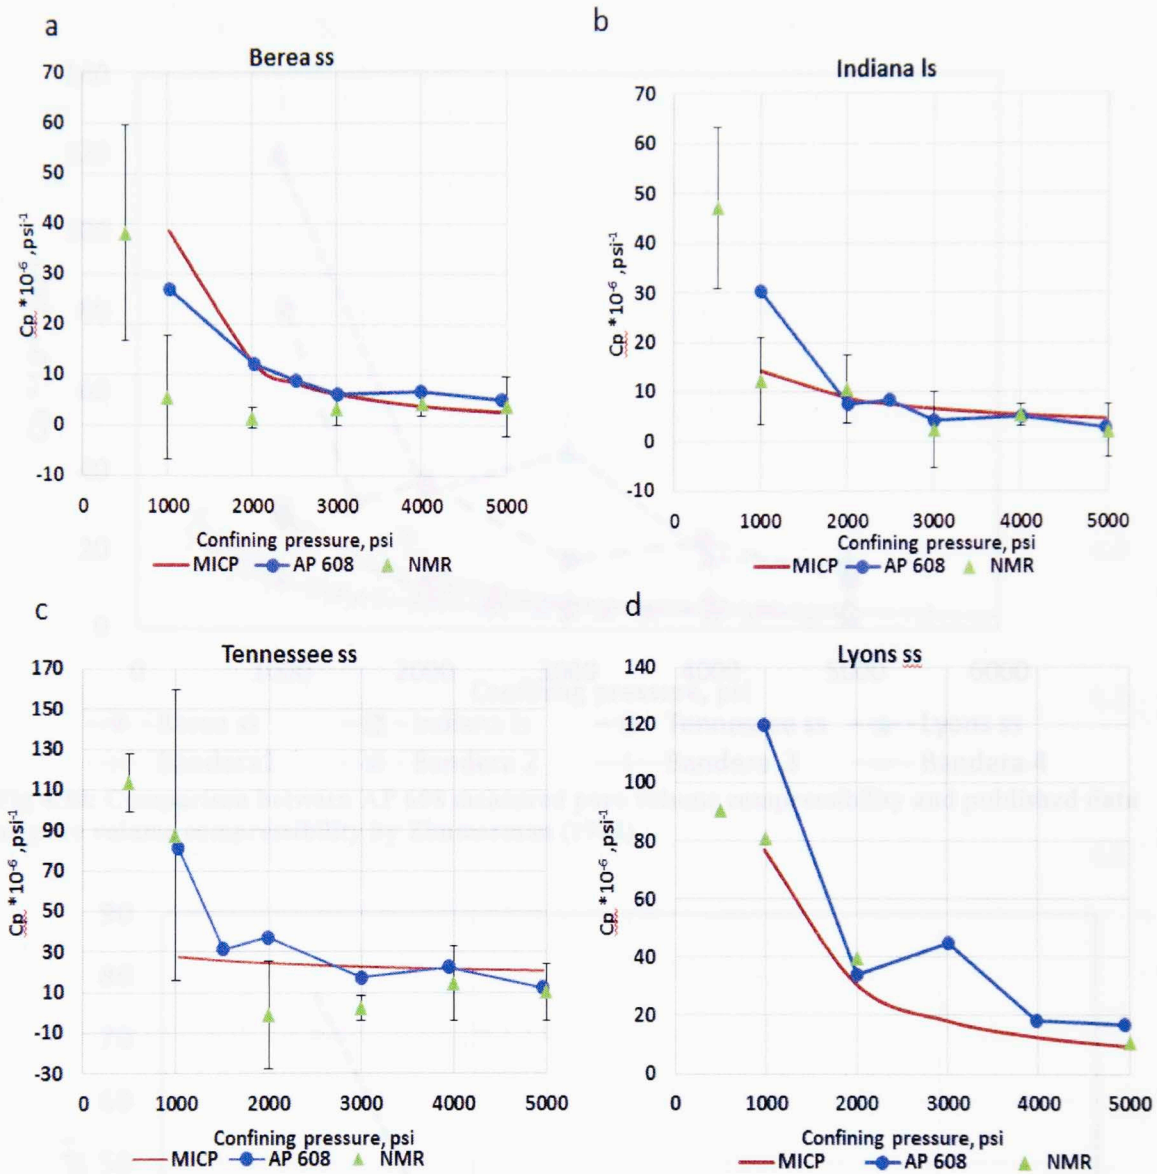 a
Berea ss
70
60
50
40
30
20
10
0
-10
Cp *10⁻⁶ ,psi⁻¹
0 1000 2000 3000 4000 5000
Confining pressure, psi
MICP AP 608 NMR
b
Indiana ls
70
60
50
40
30
20
10
0
-10
Cp *10⁻⁶ ,psi⁻¹
0 1000 2000 3000 4000 5000
Confining pressure, psi
MICP AP 608 NMR
c
Tennessee ss
170
150
130
110
90
70
50
30
10
-10
-30
Cp *10⁻⁶ ,psi⁻¹
0 1000 2000 3000 4000 5000
Confining pressure, psi
MICP AP 608 NMR
d
Lyons ss
140
120
100
80
60
40
20
0
Cp *10⁻⁶ ,psi⁻¹
0 1000 2000 3000 4000 5000
Confining pressure, psi
MICP AP 608 NMR